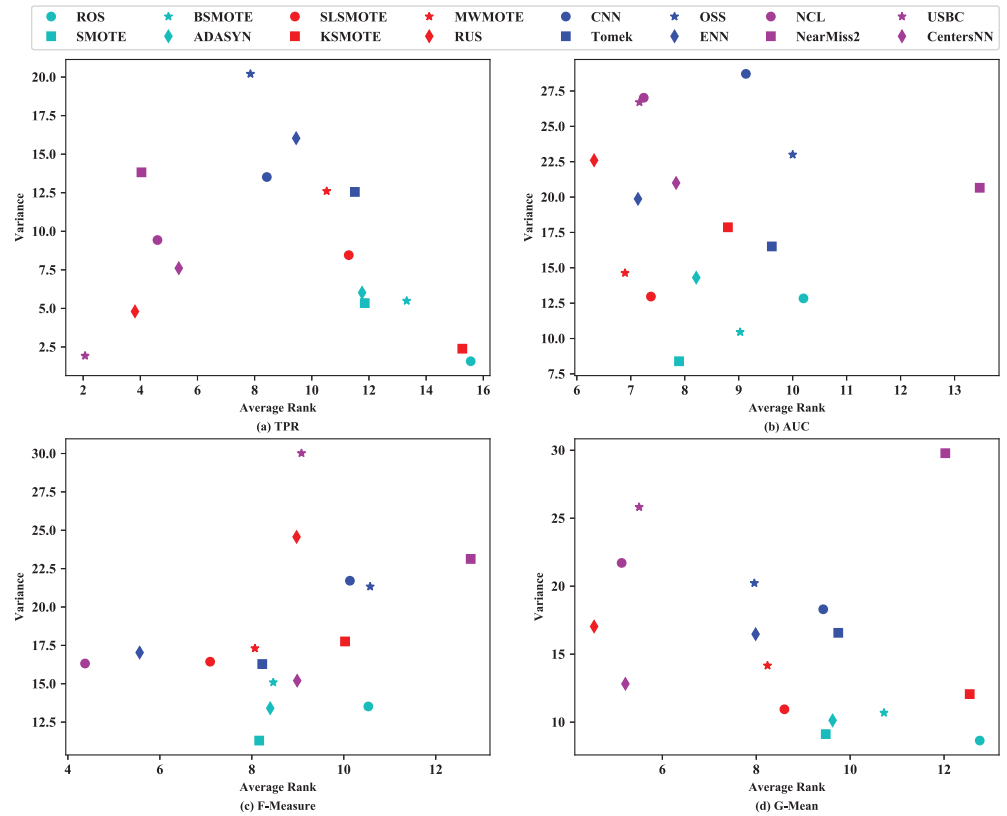 ROS BSMOTE SLSMOTE MWMOTE CNN OSS NCL USBC
SMOTE ADASYN KSMOTE RUS Tomek ENN NearMiss2 CentersNN
20.0
17.5
15.0
12.5
10.0
7.5
5.0
2.5
Variance
2 4 6 8 10 12 14 16
Average Rank
(a) TPR
27.5
25.0
22.5
20.0
17.5
15.0
12.5
10.0
7.5
Variance
6 7 8 9 10 11 12 13
Average Rank
(b) AUC
30.0
27.5
25.0
22.5
20.0
17.5
15.0
12.5
Variance
4 6 8 10 12
Average Rank
(c) F-Measure
30
25
20
15
10
Variance
6 8 10 12
Average Rank
(d) G-Mean